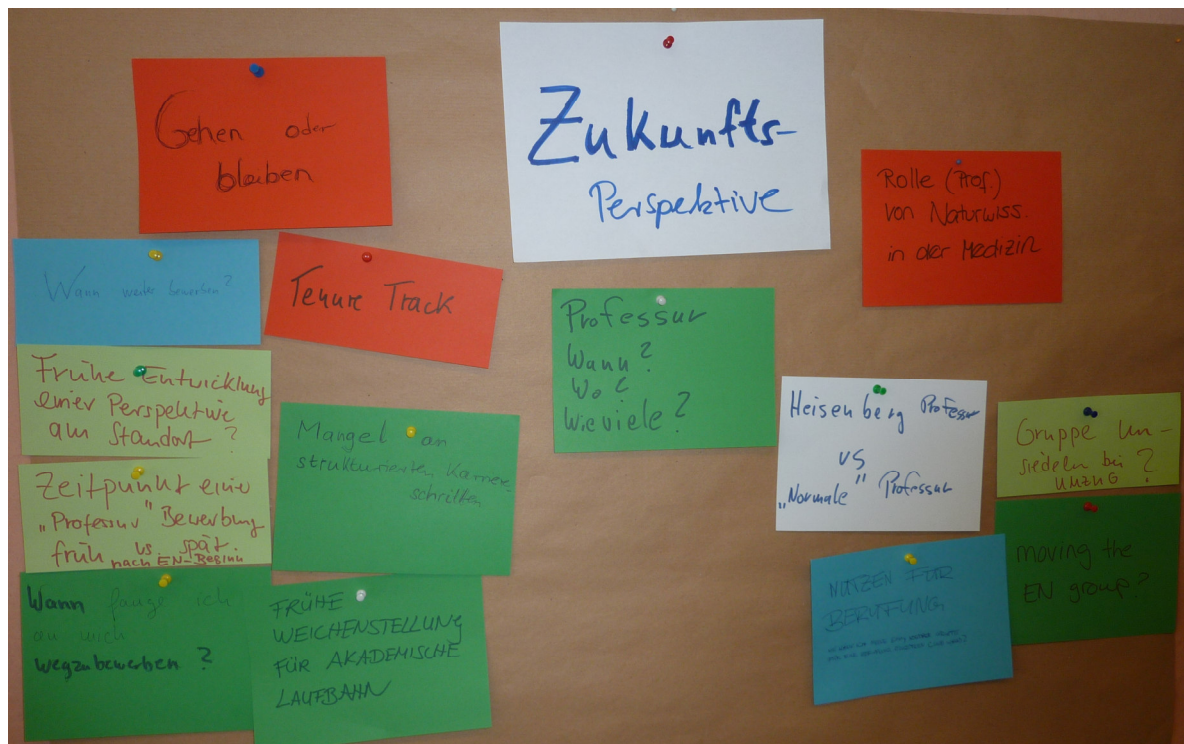 Zukunfts-
Perspektive
Gehen oder
bleiben
Rolle (Prof.)
von Naturwiss.
in der Medizin
Wann weiter bewerben?
Tenure Track
Professur
Wann?
Wo?
Wieviele?
Frühe Entwicklung
einer Perspektive
am Standort?
Mangel an
strukturierten Karriere-
schritten
Heisenberg Professur
vs
"Normale" Professur
Gruppe um-
siedeln bei
UMZUG?
Zeitpunkt einer
"Professur" Bewerbung
früh vs. spät
nach EN-Beginn
moving the
EN group?
Wann fange ich
an mich
wegzubewerben?
FRÜHE
WEICHENSTELLUNG
FÜR AKADEMISCHE
LAUFBAHN
NUTZEN FÜR
BERUFUNG